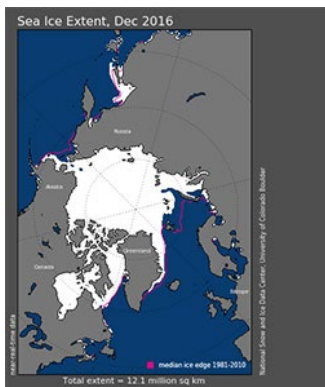 Sea Ice Extent, Dec 2016
Russia
Alaska
Greenland
Canada
Europe
near-real-time data
National Snow and Ice Data Center, University of Colorado Boulder
median ice edge 1981-2010
Total extent = 12.1 million sq km